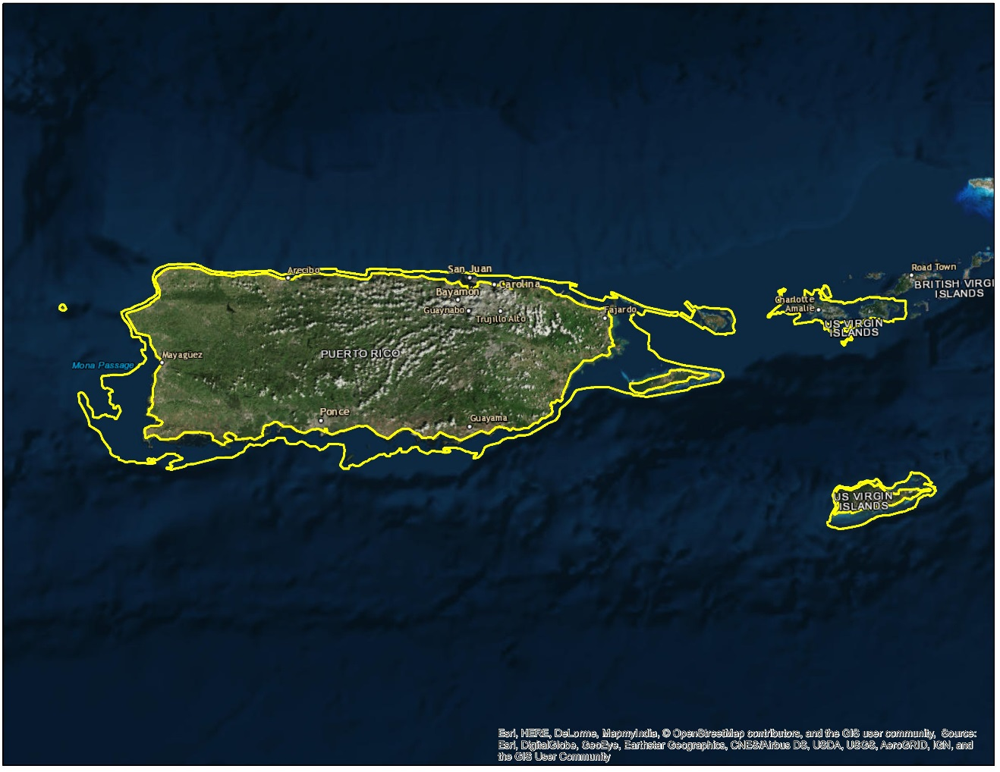 Arecibo
San Juan
Carolina
Bayamon
Guaynabo
Trujillo Alto
Fajardo
Road Town
BRITISH VIRGI
ISLANDS
Charlotte
Amalie
US VIRGIN
ISLANDS
PUERTO RICO
Mayagüez
Mona Passage
Ponce
Guayama
US VIRGIN
ISLANDS
Esri, HERE, DeLorme, MapmyIndia, © OpenStreetMap contributors, and the GIS user community, Source:
Esri, DigitalGlobe, GeoEye, Earthstar Geographics, CNES/Airbus DS, USDA, USGS, AeroGRID, IGN, and
the GIS User Community